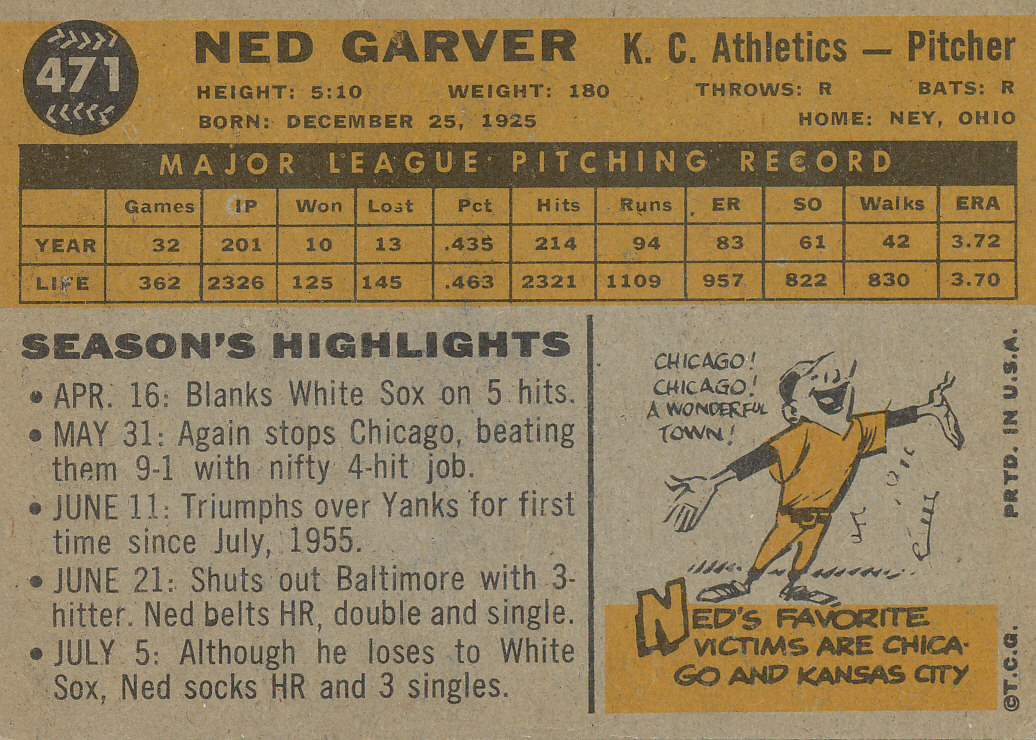 471
NED GARVER K. C. Athletics — Pitcher
HEIGHT: 5:10 WEIGHT: 180 THROWS: R BATS: R
BORN: DECEMBER 25, 1925 HOME: NEY, OHIO
MAJOR LEAGUE PITCHING RECORD
Games IP Won Lost Pct Hits Runs ER SO Walks ERA
YEAR 32 201 10 13 .435 214 94 83 61 42 3.72
LIFE 362 2326 125 145 .463 2321 1109 957 822 830 3.70
SEASON'S HIGHLIGHTS
• APR. 16: Blanks White Sox on 5 hits.
• MAY 31: Again stops Chicago, beating
them 9-1 with nifty 4-hit job.
• JUNE 11: Triumphs over Yanks for first
time since July, 1955.
• JUNE 21: Shuts out Baltimore with 3-
hitter. Ned belts HR, double and single.
• JULY 5: Although he loses to White
Sox, Ned socks HR and 3 singles.
CHICAGO!
CHICAGO!
A WONDERFUL
TOWN!
NED'S FAVORITE
VICTIMS ARE CHICA-
GO AND KANSAS CITY
©T.C.G. PRTD. IN U.S.A.